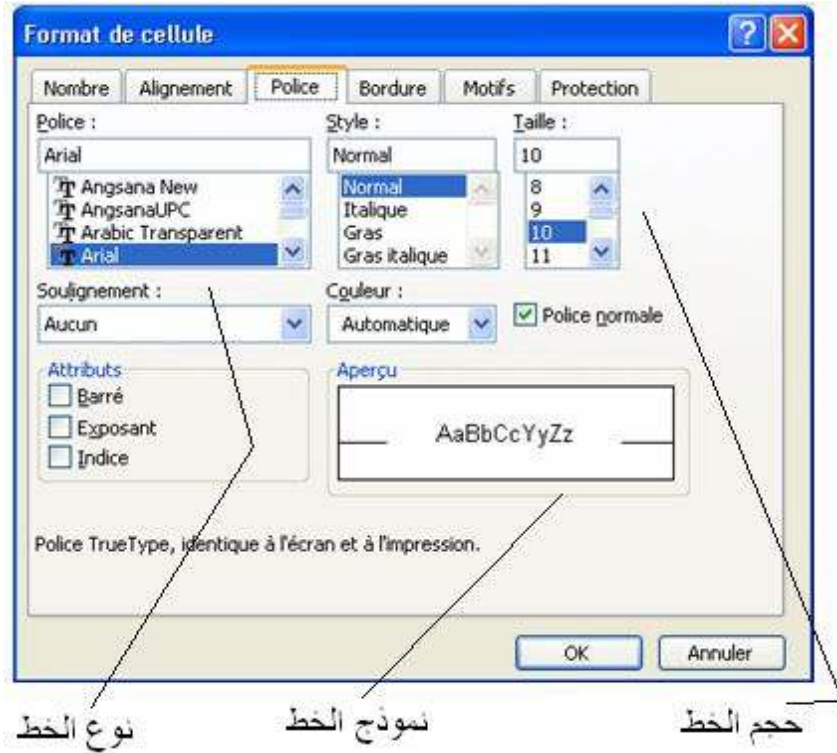 Format de cellule
Nombre Alignement Police Bordure Motifs Protection
Police : Style : Taille :
Arial Normal 10
Angsana New Normal 8
AngsanaUPC Italique 9
Arabic Transparent Gras 10
Arial Gras italique 11
Soulignement : Couleur :
Aucun Automatique Police normale
Attributs Aperçu
Barré
Exposant AaBbCcYyZz
Indice
Police TrueType, identique à l'écran et à l'impression.
OK Annuler
حجم الخط نموذج الخط نوع الخط